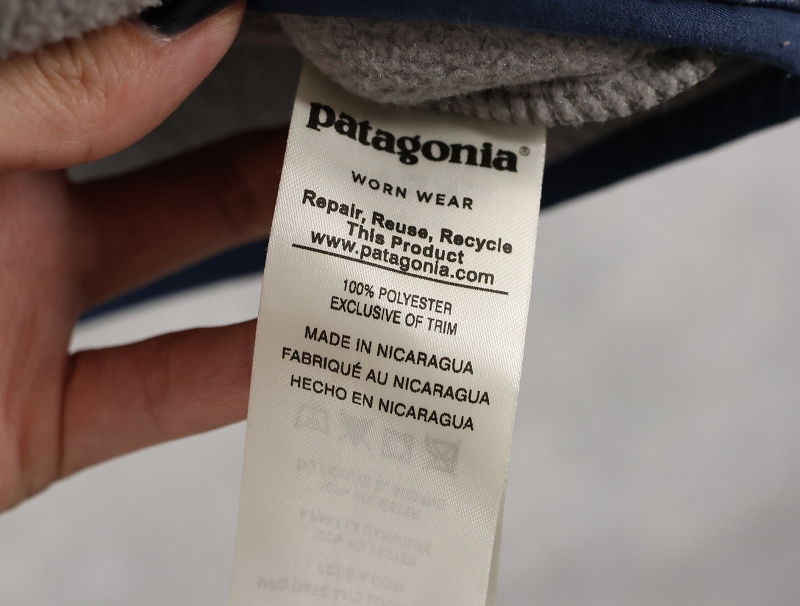 patagonia®
WORN WEAR
Repair, Reuse, Recycle
This Product
www.patagonia.com
100% POLYESTER
EXCLUSIVE OF TRIM
MADE IN NICARAGUA
FABRIQUÉ AU NICARAGUA
HECHO EN NICARAGUA